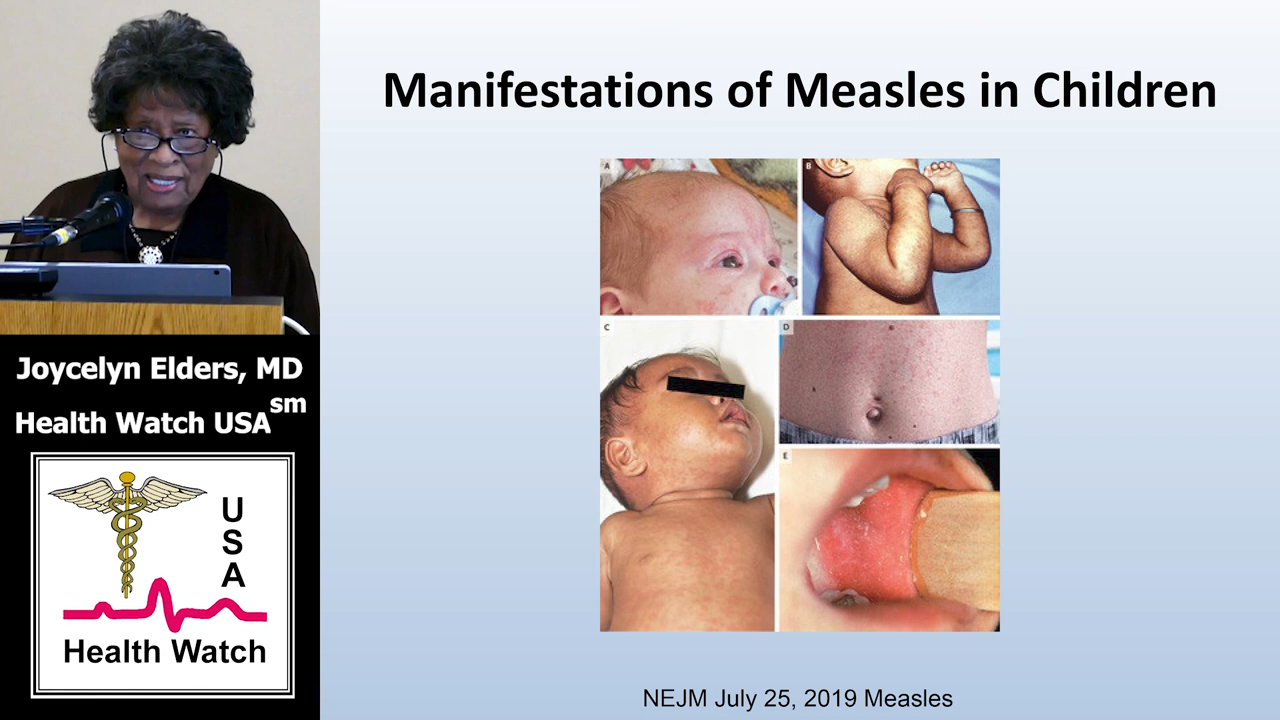 Manifestations of Measles in Children
A
B
C
D
E
NEJM July 25, 2019 Measles
Joycelyn Elders, MD
Health Watch USA sm
U
S
A
Health Watch